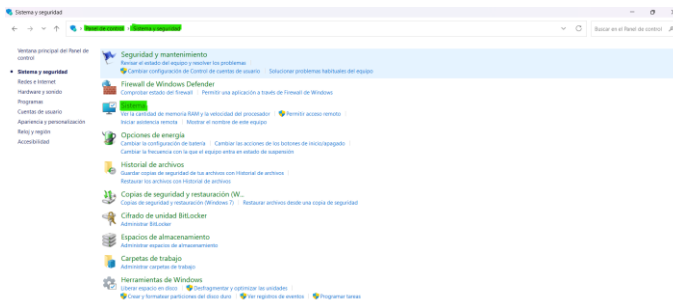 Sistema y seguridad
Panel de control > Sistema y seguridad
Buscar en el Panel de control
Ventana principal del Panel de
control
Sistema y seguridad
Redes e Internet
Hardware y sonido
Programas
Cuentas de usuario
Apariencia y personalización
Reloj y región
Accesibilidad
Seguridad y mantenimiento
Revisar el estado del equipo y resolver los problemas
Cambiar configuración de Control de cuentas de usuario | Solucionar problemas habituales del equipo
Firewall de Windows Defender
Comprobar estado del firewall | Permitir una aplicación a través de Firewall de Windows
Sistema
Ver la cantidad de memoria RAM y la velocidad del procesador | Permitir acceso remoto
Iniciar asistencia remota | Mostrar el nombre de este equipo
Opciones de energía
Cambiar la configuración de batería | Cambiar las acciones de los botones de inicio/apagado
Cambiar la frecuencia con la que el equipo entra en estado de suspensión
Historial de archivos
Guardar copias de seguridad de tus archivos con Historial de archivos
Restaurar los archivos con Historial de archivos
Copias de seguridad y restauración (W...
Copias de seguridad y restauración (Windows 7) | Restaurar archivos desde una copia de seguridad
Cifrado de unidad BitLocker
Administrar BitLocker
Espacios de almacenamiento
Administrar espacios de almacenamiento
Carpetas de trabajo
Administrar carpetas de trabajo
Herramientas de Windows
Liberar espacio en disco | Desfragmentar y optimizar las unidades
Crear y formatear particiones del disco duro | Ver registros de eventos | Programar tareas